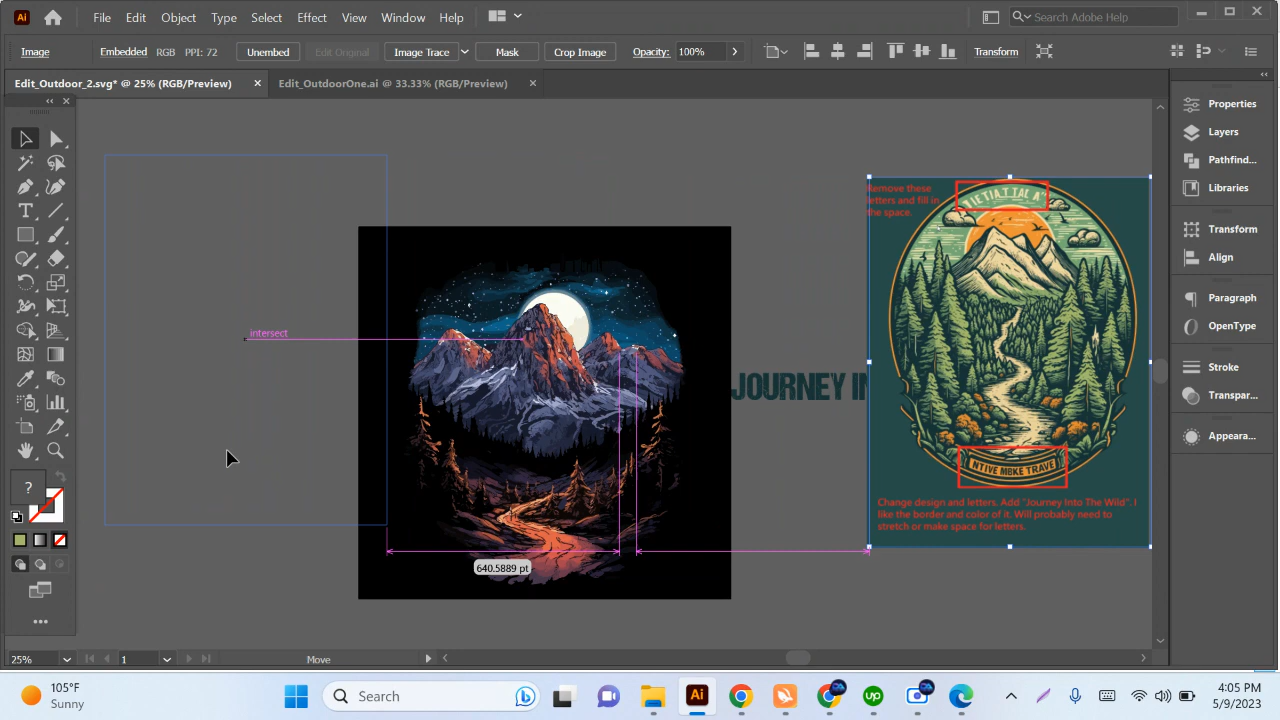 Ai File Edit Object Type Select Effect View Window Help Search Adobe Help
Image Embedded RGB PPI: 72 Unembed Edit Original Image Trace Mask Crop Image Opacity: 100% Transform
Edit_Outdoor_2.svg* @ 25% (RGB/Preview) Edit_OutdoorOne.ai @ 33.33% (RGB/Preview)
Properties
Layers
Pathfind...
Libraries
Transform
Align
Paragraph
OpenType
Stroke
Transpar...
Appeara...
Remove these
letters and fill in
the space.
intersect
JOURNEY IN
NTIVE MBKE TRAVE
Change design and letters. Add "Journey Into The Wild". I
like the border and color of it. Will probably need to
stretch or make space for letters.
640.5889 pt
?
25% 1 Move
105°F
Sunny
Search
Ai
up
4:05 PM
5/9/2023